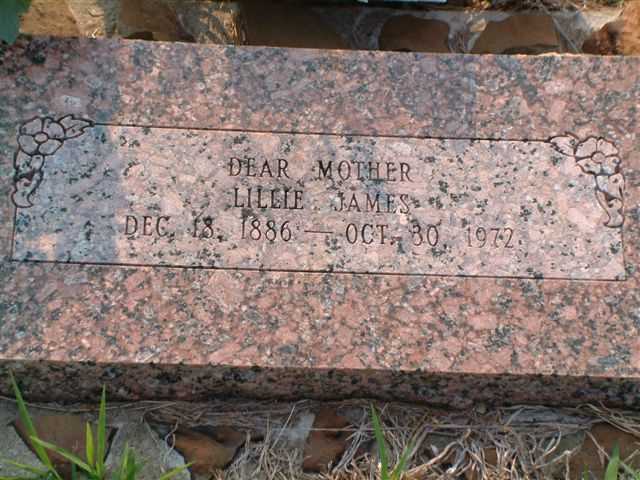 DEAR MOTHER
LILLIE JAMES
DEC. 18, 1886 — OCT. 30, 1972